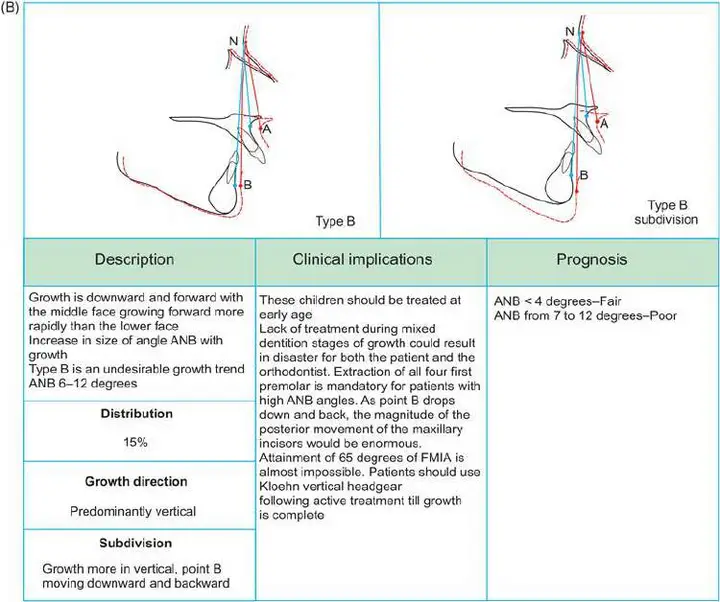 (B)
N
A
B
Type B
N
A
B
Type B
subdivision
Description
Growth is downward and forward with
the middle face growing forward more
rapidly than the lower face
Increase in size of angle ANB with
growth
Type B is an undesirable growth trend
ANB 6–12 degrees
Distribution
15%
Growth direction
Predominantly vertical
Subdivision
Growth more in vertical, point B
moving downward and backward
Clinical implications
These children should be treated at
early age
Lack of treatment during mixed
dentition stages of growth could result
in disaster for both the patient and the
orthodontist. Extraction of all four first
premolar is mandatory for patients with
high ANB angles. As point B drops
down and back, the magnitude of the
posterior movement of the maxillary
incisors would be enormous.
Attainment of 65 degrees of FMIA is
almost impossible. Patients should use
Kloehn vertical headgear
following active treatment till growth
is complete
Prognosis
ANB < 4 degrees–Fair
ANB from 7 to 12 degrees–Poor